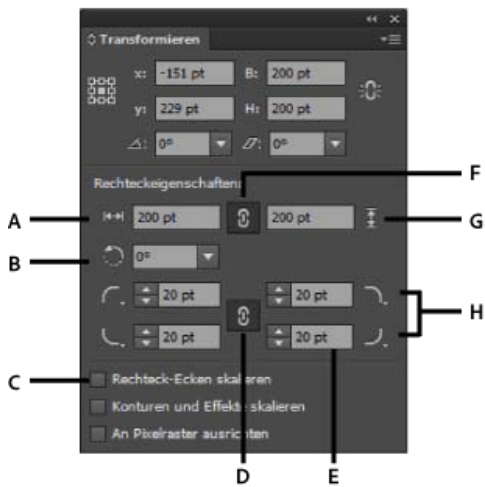 Transformieren
x: -151 pt B: 200 pt
y: 229 pt H: 200 pt
0° 0°
F
Rechteckeigenschaften:
A 200 pt 200 pt G
B 0°
20 pt 20 pt
H
20 pt 20 pt
C Rechteck-Ecken skalieren
Konturen und Effekte skalieren
An Pixelraster ausrichten
D E